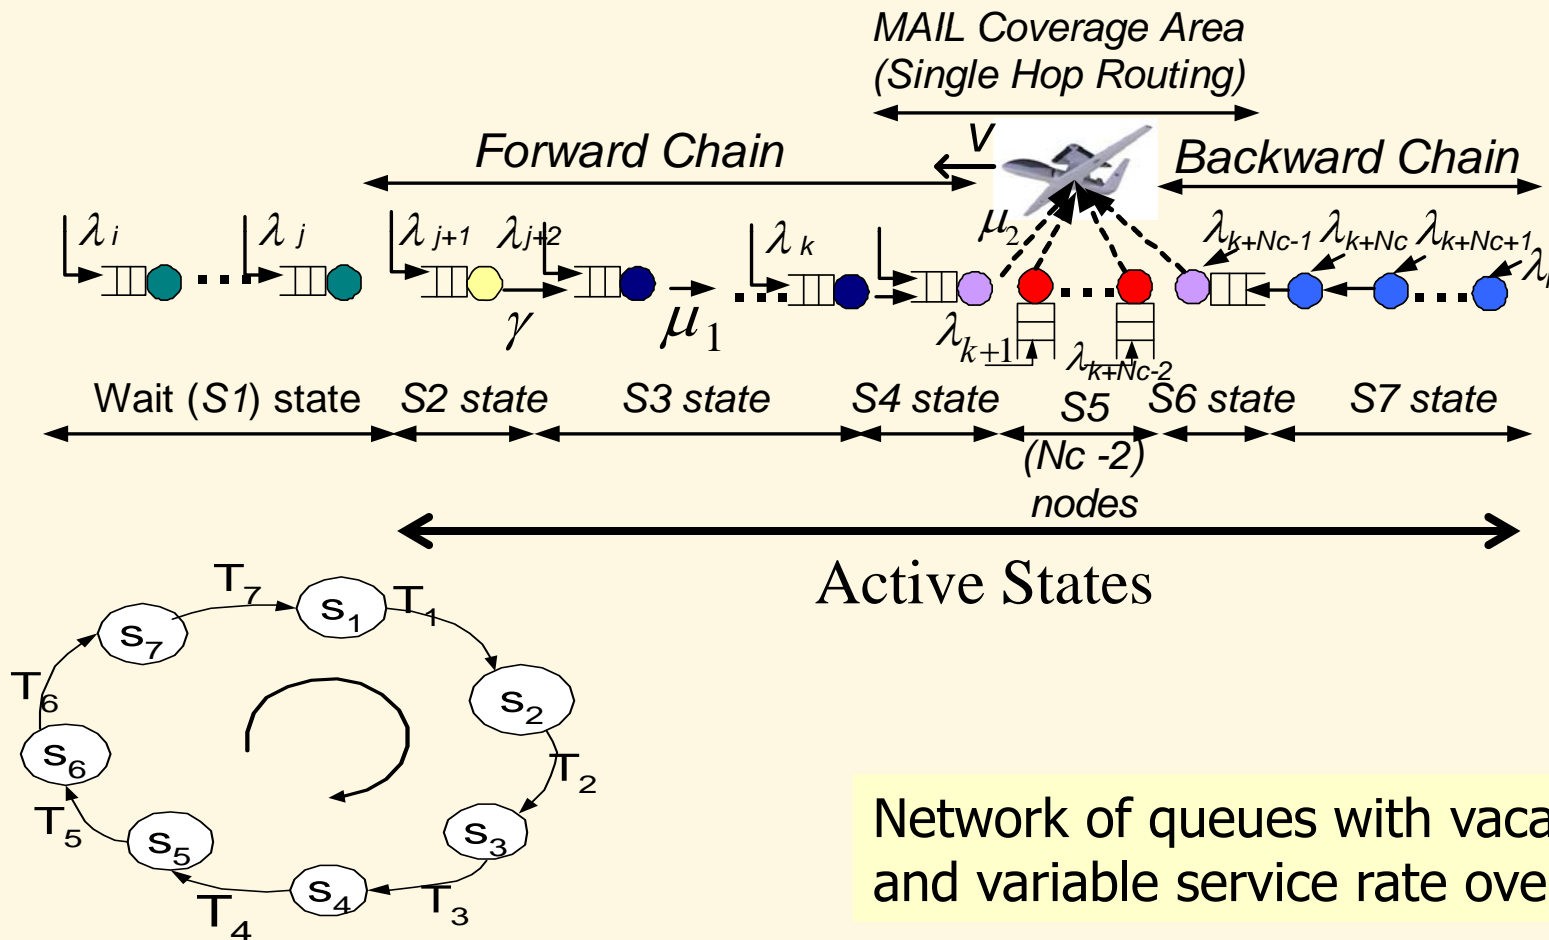 MAIL Coverage Area
(Single Hop Routing)
v
Forward Chain
Backward Chain
λi
λj
λj+1
λj+2
λk
μ2
λk+Nc-1
λk+Nc
λk+Nc+1
γ
μ1
λk+1
λk+Nc-2
Wait (S1) state
S2 state
S3 state
S4 state
S5
S6 state
S7 state
(Nc -2)
nodes
Active States
T7
S1
T1
S7
T6
S2
S6
T2
T5
S5
S3
S4
T4
T3
Network of queues with
and variable service rate